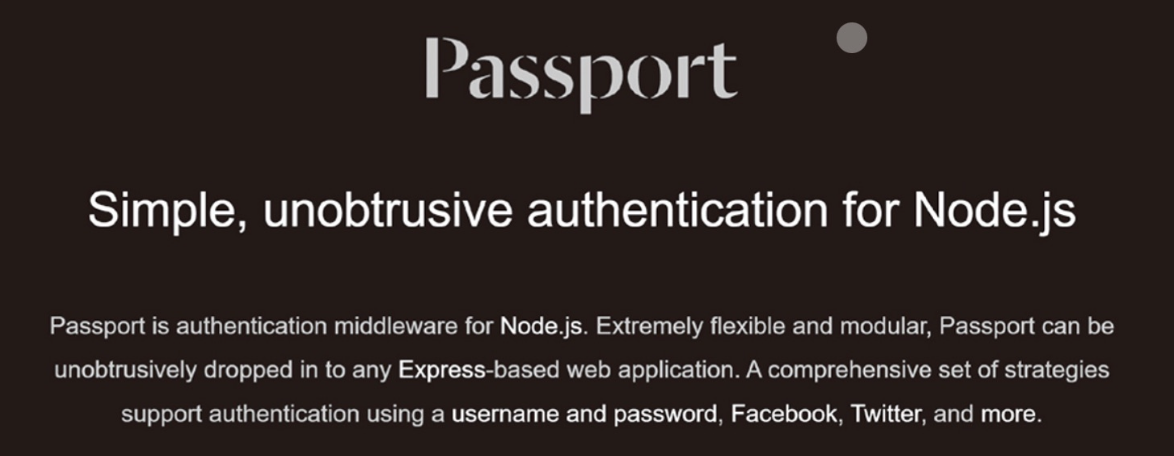 Passport
Simple, unobtrusive authentication for Node.js
Passport is authentication middleware for Node.js. Extremely flexible and modular, Passport can be
unobtrusively dropped in to any Express-based web application. A comprehensive set of strategies
support authentication using a username and password, Facebook, Twitter, and more.